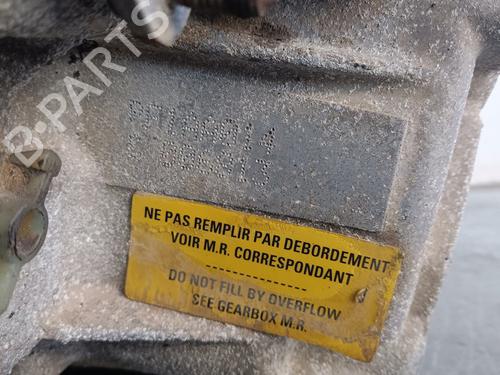 B-PARTS
NE PAS REMPLIR PAR DEBORDEMENT
VOIR M.R. CORRESPONDANT
DO NOT FILL BY OVERFLOW
SEE GEARBOX M.R.